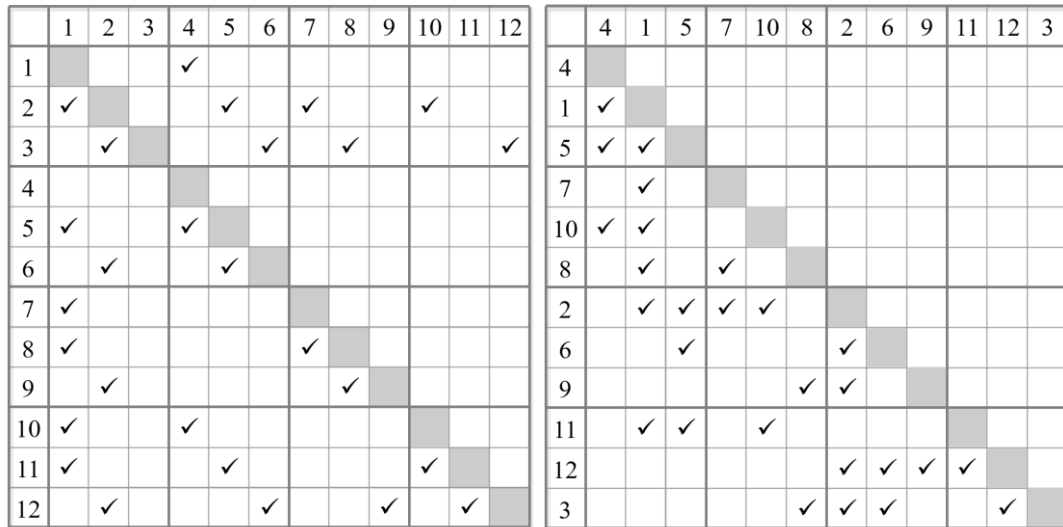 1 2 3 4 5 6 7 8 9 10 11 12
1 ✓
2 ✓ ✓ ✓ ✓
3 ✓ ✓ ✓ ✓
4
5 ✓ ✓
6 ✓ ✓
7 ✓
8 ✓ ✓
9 ✓ ✓
10 ✓ ✓
11 ✓ ✓ ✓
12 ✓ ✓ ✓ ✓
4 1 5 7 10 8 2 6 9 11 12 3
4
1 ✓
5 ✓ ✓
7 ✓
10 ✓ ✓
8 ✓ ✓
2 ✓ ✓ ✓ ✓
6 ✓ ✓
9 ✓ ✓
11 ✓ ✓ ✓
12 ✓ ✓ ✓ ✓
3 ✓ ✓ ✓ ✓